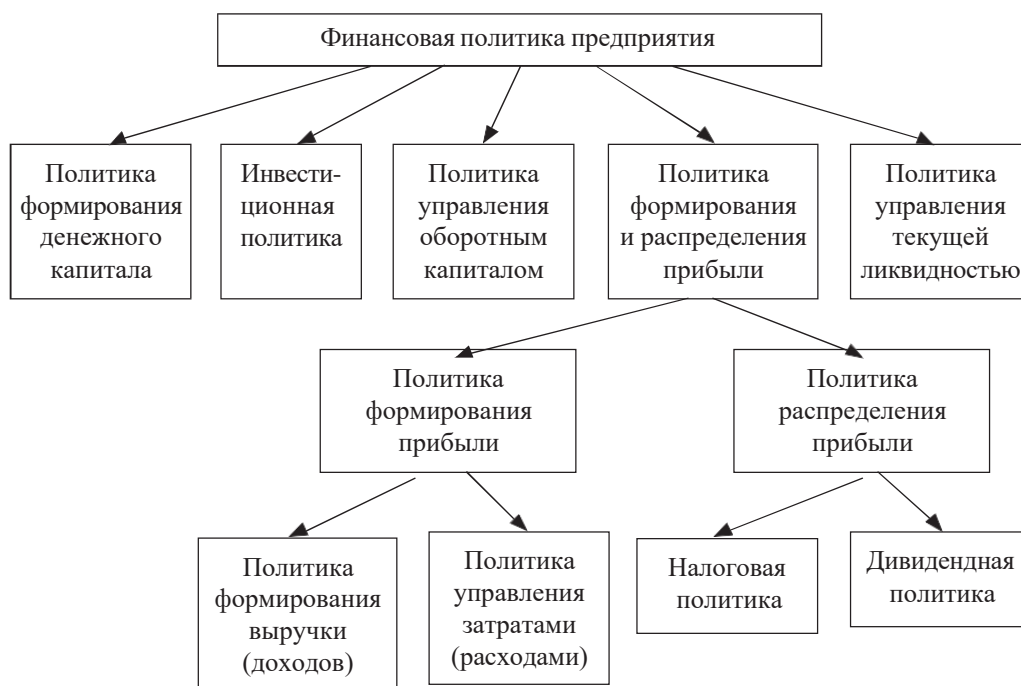 Финансовая политика предприятия
Политика
формирования
денежного
капитала
Инвести-
ционная
политика
Политика
управления
оборотным
капиталом
Политика
формирования
и распределения
прибыли
Политика
управления
текущей
ликвидностью
Политика
формирования
прибыли
Политика
распределения
прибыли
Политика
формирования
выручки
(доходов)
Политика
управления
затратами
(расходами)
Налоговая
политика
Дивидендная
политика